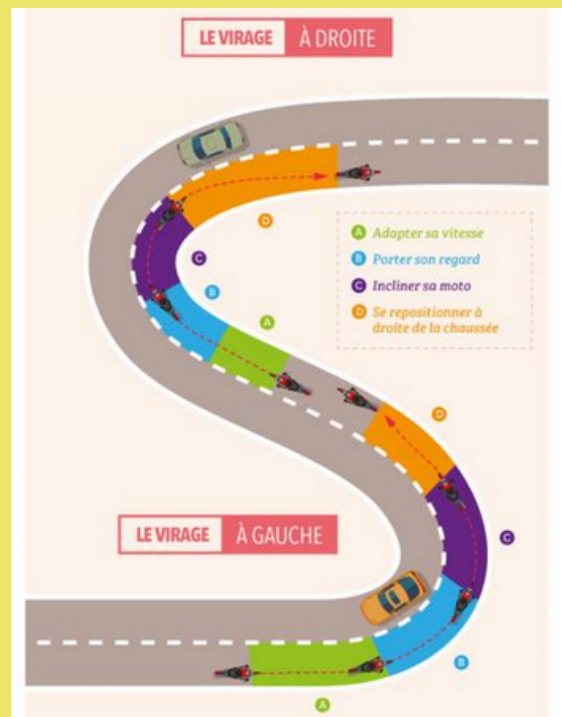 LE VIRAGE À DROITE
A Adapter sa vitesse
B Porter son regard
C Incliner sa moto
D Se repositionner à
droite de la chaussée
D
C
B
A
D
LE VIRAGE À GAUCHE
C
B
A